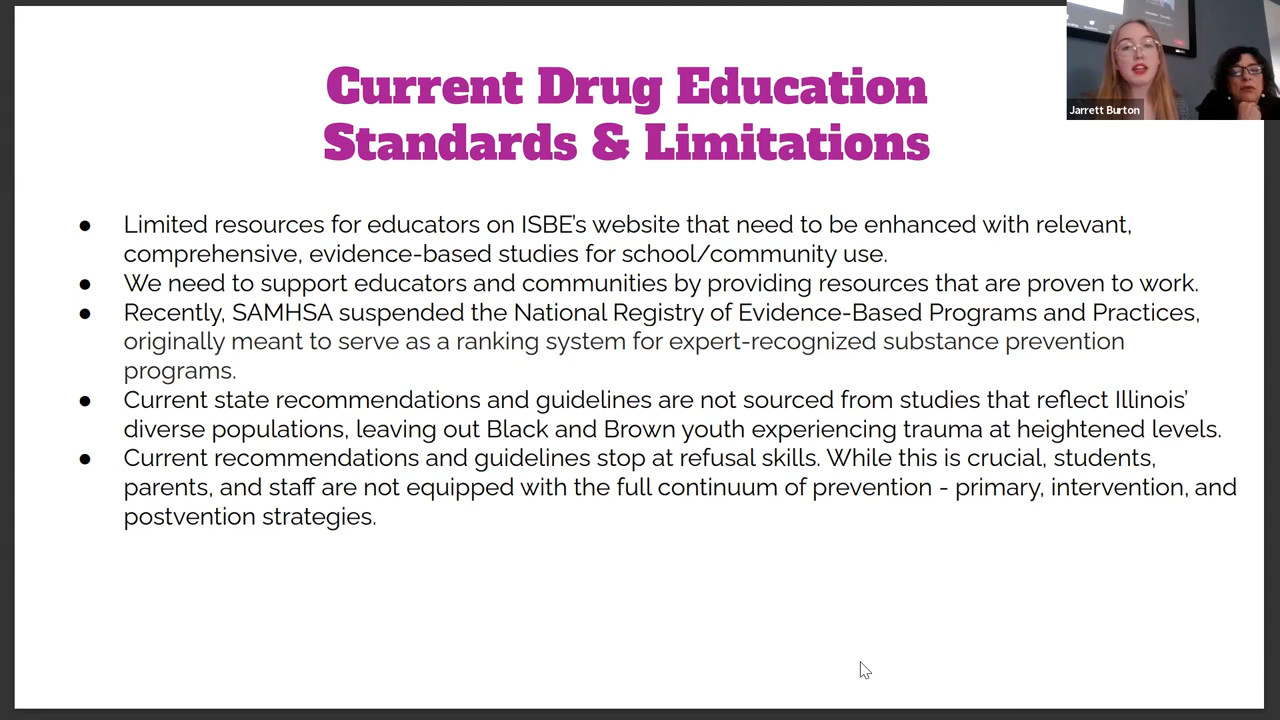 Current Drug Education
Standards & Limitations
● Limited resources for educators on ISBE’s website that need to be enhanced with relevant,
comprehensive, evidence-based studies for school/community use.
● We need to support educators and communities by providing resources that are proven to work.
● Recently, SAMHSA suspended the National Registry of Evidence-Based Programs and Practices,
originally meant to serve as a ranking system for expert-recognized substance prevention
programs.
● Current state recommendations and guidelines are not sourced from studies that reflect Illinois’
diverse populations, leaving out Black and Brown youth experiencing trauma at heightened levels.
● Current recommendations and guidelines stop at refusal skills. While this is crucial, students,
parents, and staff are not equipped with the full continuum of prevention - primary, intervention, and
postvention strategies.
Jarrett Burton